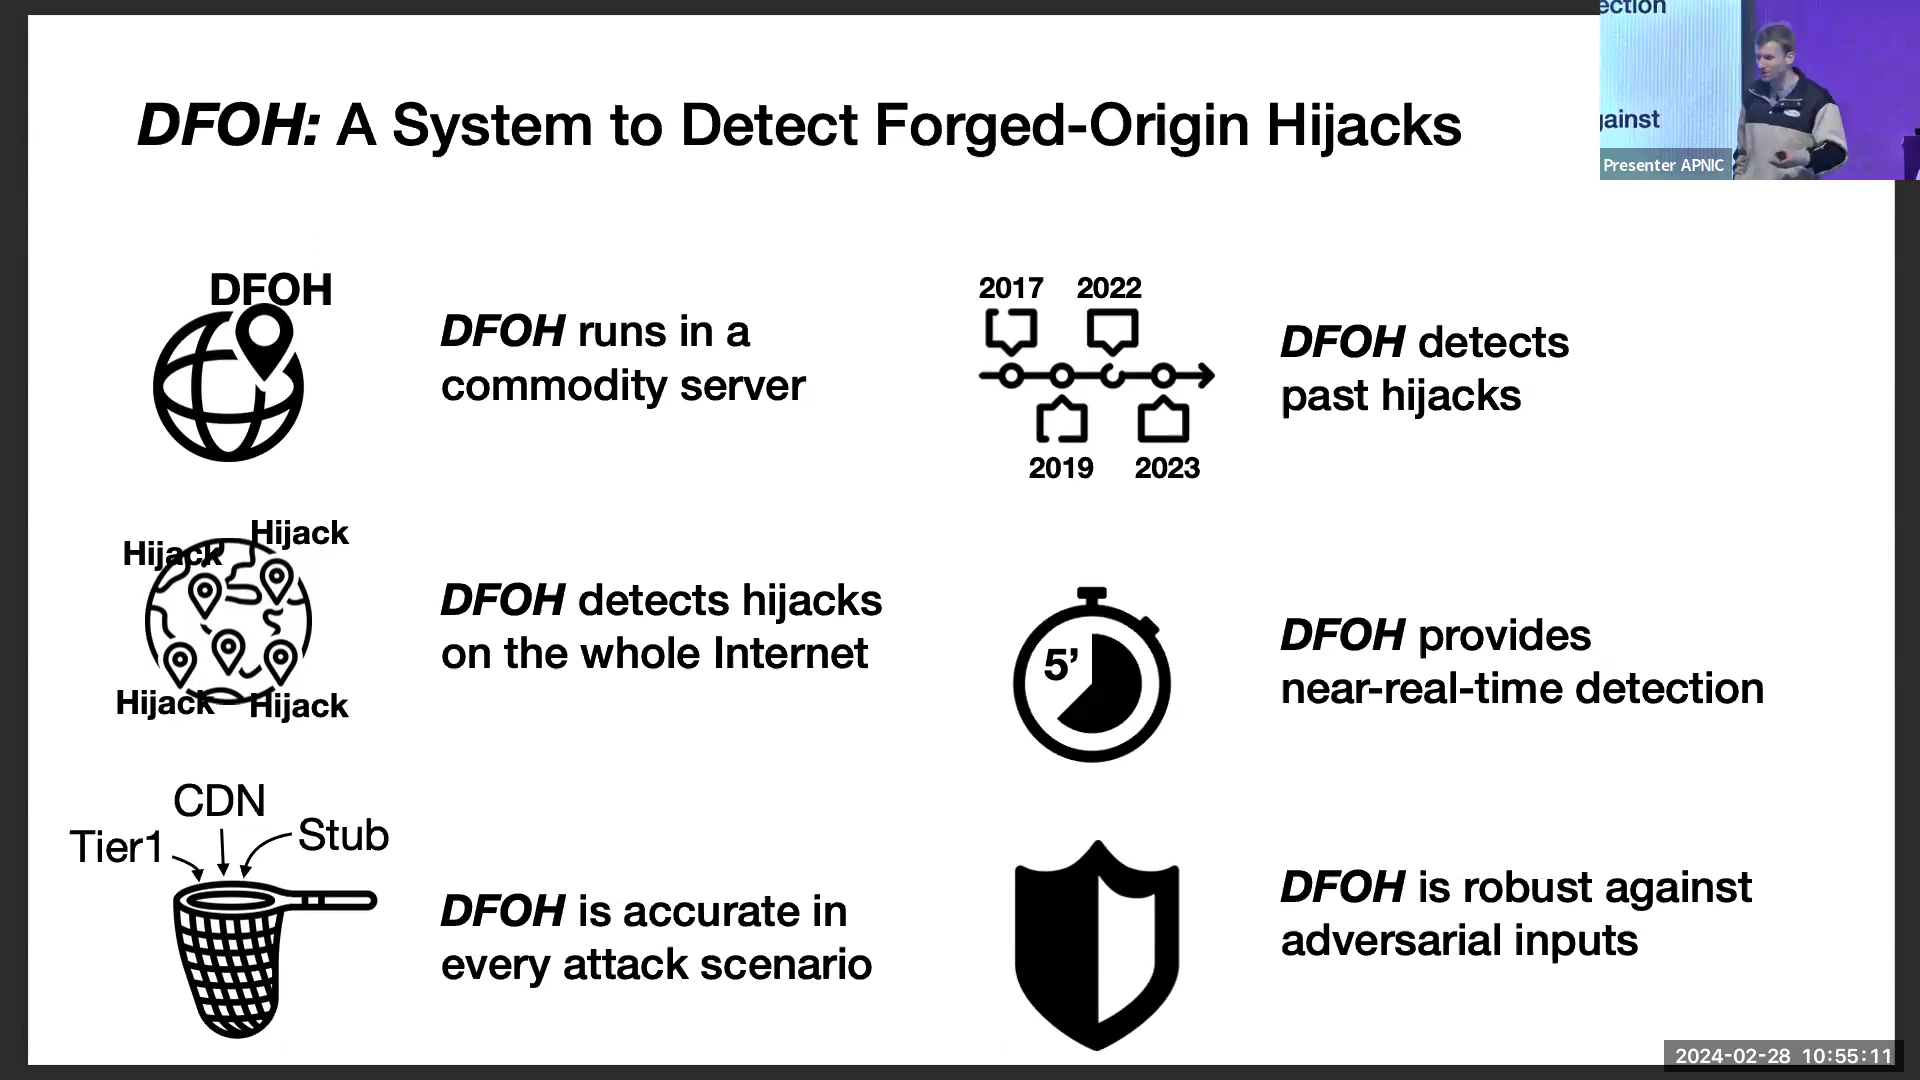 DFOH: A System to Detect Forged-Origin Hijacks
DFOH
DFOH runs in a
commodity server
2017 2022
2019 2023
DFOH detects
past hijacks
Hijack Hijack
Hijack Hijack
DFOH detects hijacks
on the whole Internet
5’
DFOH provides
near-real-time detection
CDN
Tier1
Stub
DFOH is accurate in
every attack scenario
DFOH is robust against
adversarial inputs
ection
gainst
Presenter APNIC
2024-02-28 10:55:11